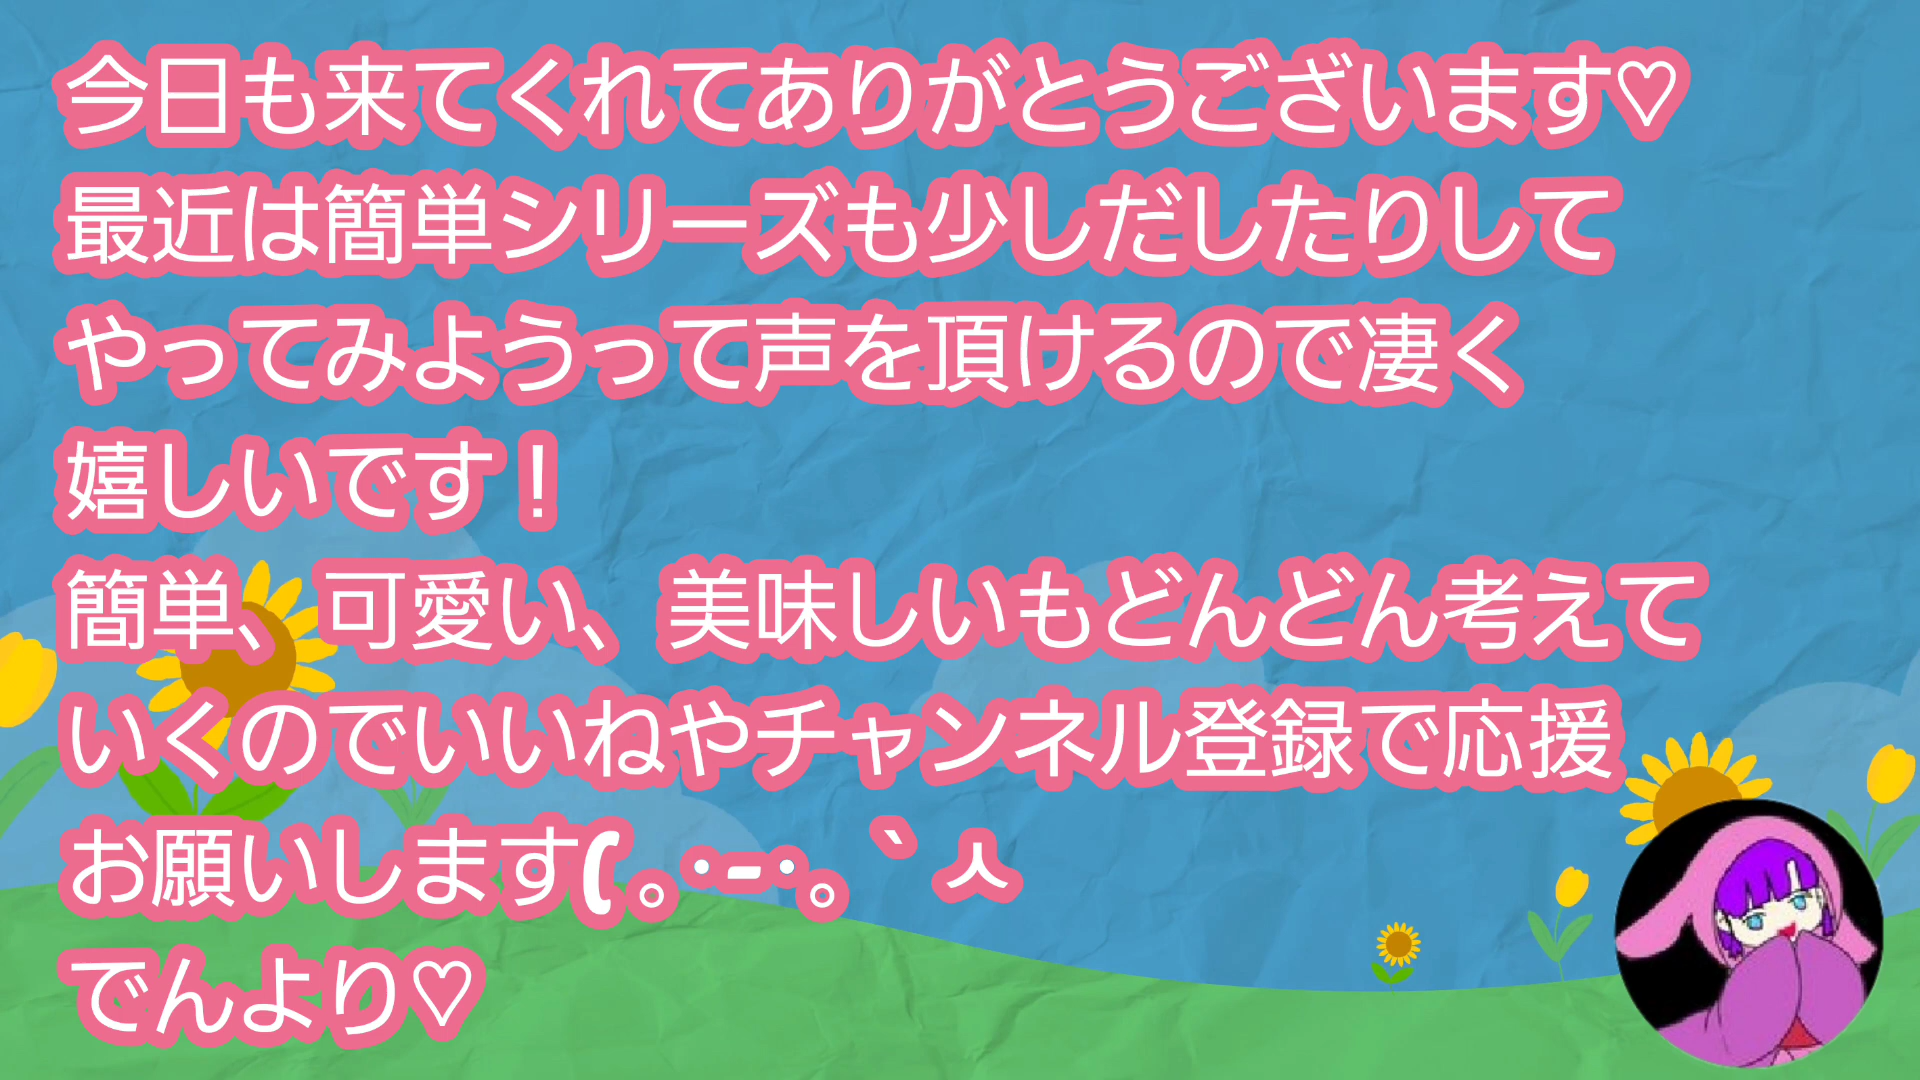 今日も来てくれてありがとうございます♡
最近は簡単シリーズも少しだしたりして
やってみようって声を頂けるので凄く
嬉しいです！
簡単、可愛い、美味しいもどんどん考えて
いくのでいいねやチャンネル登録で応援
お願いします(｡･-･｡｀ㅅ
でんより♡